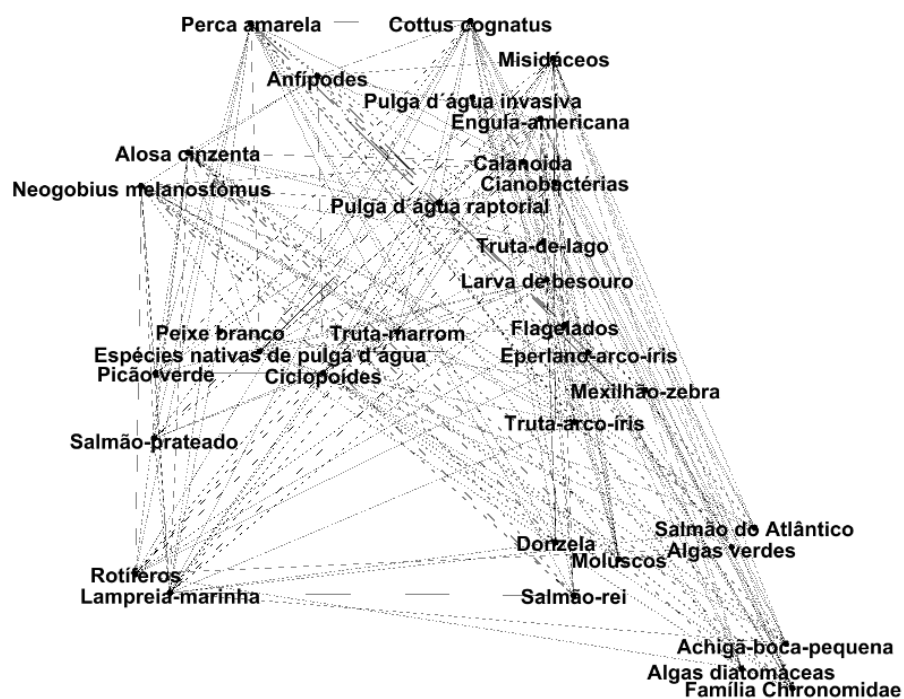 Perca amarela
Cottus cognatus
Misidáceos
Anfípodes
Pulga d´água invasiva
Enguia-americana
Alosa cinzenta
Calanoida
Cianobactérias
Neogobius melanostomus
Pulga d´água raptorial
Truta-de-lago
Larva de besouro
Peixe branco
Truta-marrom
Flagelados
Espécies nativas de pulga d´água
Eperlano-arco-íris
Picão-verde
Ciclopoídes
Mexilhão-zebra
Truta-arco-íris
Salmão-prateado
Salmão do Atlântico
Donzela
Algas verdes
Moluscos
Rotíferos
Lampreia-marinha
Salmão-rei
Achigã-boca-pequena
Algas diatomáceas
Família Chironomidae